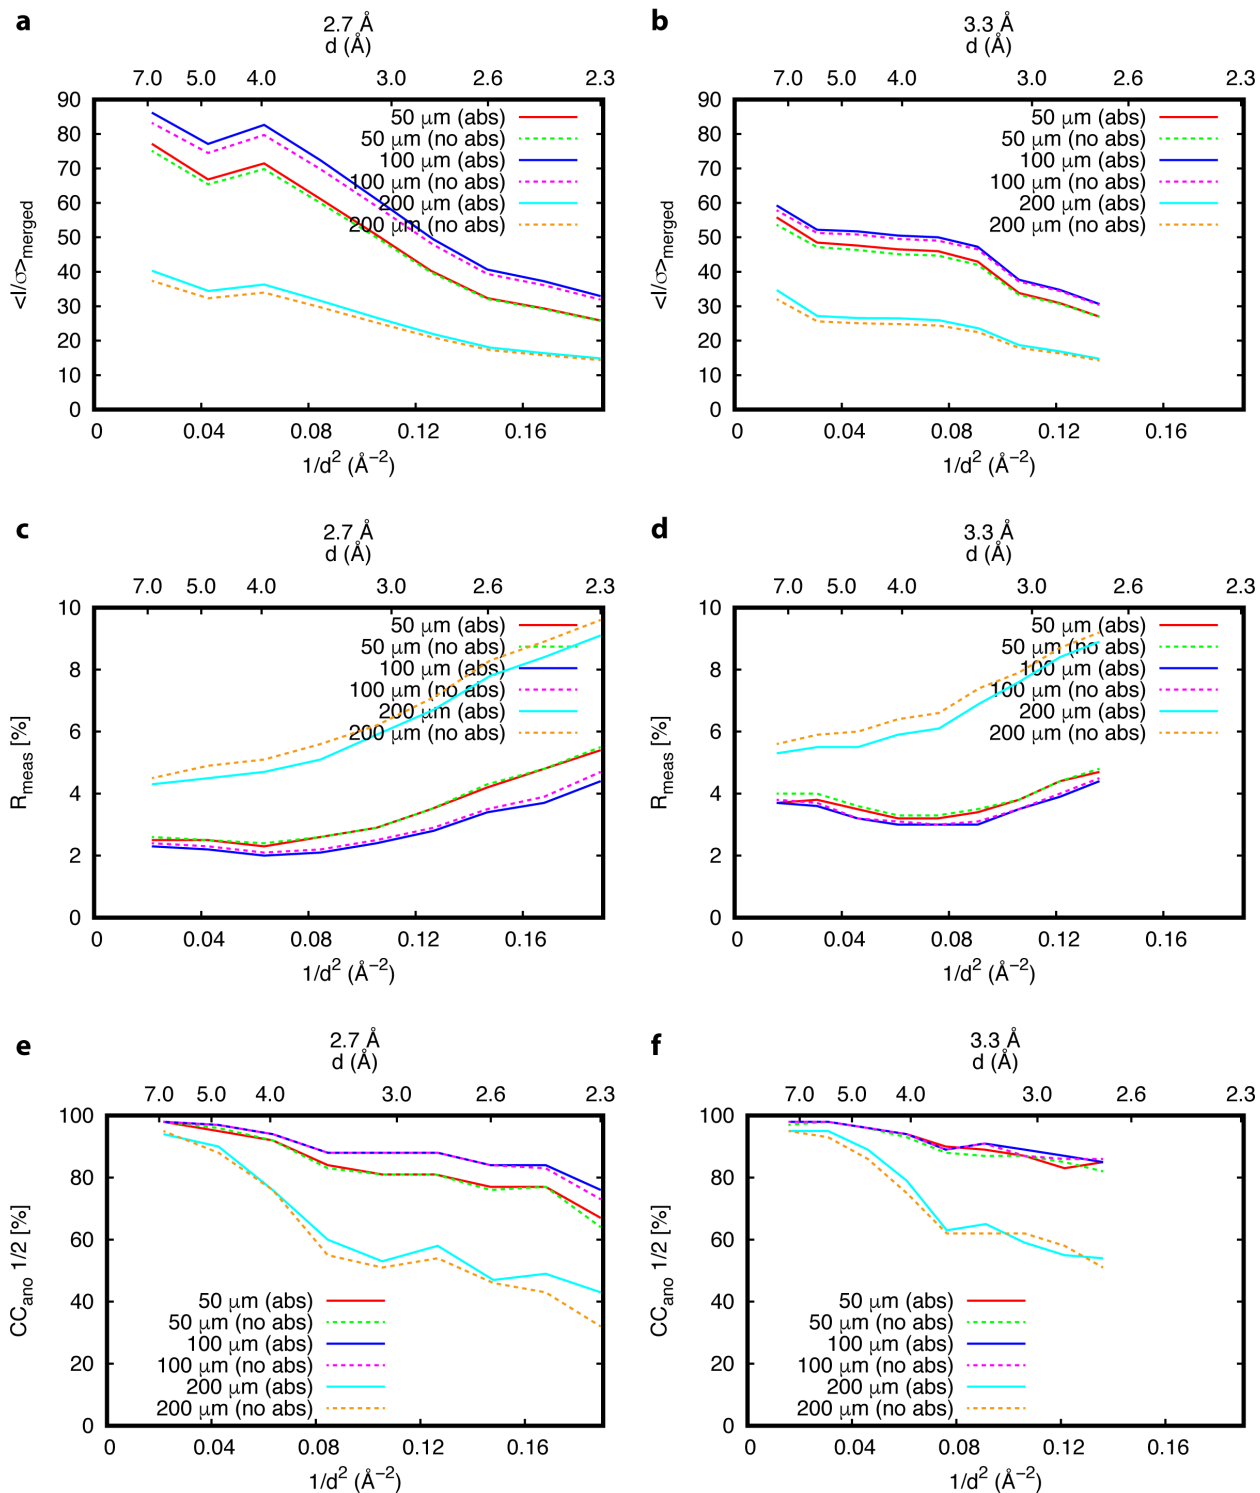 a
2.7 Å
d (Å)
7.0 5.0 4.0 3.0 2.6 2.3
90
80
70
60
50
40
30
20
10
0
<I/σ>merged
50 μm (abs)
50 μm (no abs)
100 μm (abs)
100 μm (no abs)
200 μm (abs)
200 μm (no abs)
0 0.04 0.08 0.12 0.16
1/d² (Å⁻²)
b
3.3 Å
d (Å)
7.0 5.0 4.0 3.0 2.6 2.3
90
80
70
60
50
40
30
20
10
0
<I/σ>merged
50 μm (abs)
50 μm (no abs)
100 μm (abs)
100 μm (no abs)
200 μm (abs)
200 μm (no abs)
0 0.04 0.08 0.12 0.16
1/d² (Å⁻²)
c
2.7 Å
d (Å)
7.0 5.0 4.0 3.0 2.6 2.3
10
8
6
4
2
0
Rmeas [%]
50 μm (abs)
50 μm (no abs)
100 μm (abs)
100 μm (no abs)
200 μm (abs)
200 μm (no abs)
0 0.04 0.08 0.12 0.16
1/d² (Å⁻²)
d
3.3 Å
d (Å)
7.0 5.0 4.0 3.0 2.6 2.3
10
8
6
4
2
0
Rmeas [%]
50 μm (abs)
50 μm (no abs)
100 μm (abs)
100 μm (no abs)
200 μm (abs)
200 μm (no abs)
0 0.04 0.08 0.12 0.16
1/d² (Å⁻²)
e
2.7 Å
d (Å)
7.0 5.0 4.0 3.0 2.6 2.3
100
80
60
40
20
0
CCano 1/2 [%]
50 μm (abs)
50 μm (no abs)
100 μm (abs)
100 μm (no abs)
200 μm (abs)
200 μm (no abs)
0 0.04 0.08 0.12 0.16
1/d² (Å⁻²)
f
3.3 Å
d (Å)
7.0 5.0 4.0 3.0 2.6 2.3
100
80
60
40
20
0
CCano 1/2 [%]
50 μm (abs)
50 μm (no abs)
100 μm (abs)
100 μm (no abs)
200 μm (abs)
200 μm (no abs)
0 0.04 0.08 0.12 0.16
1/d² (Å⁻²)